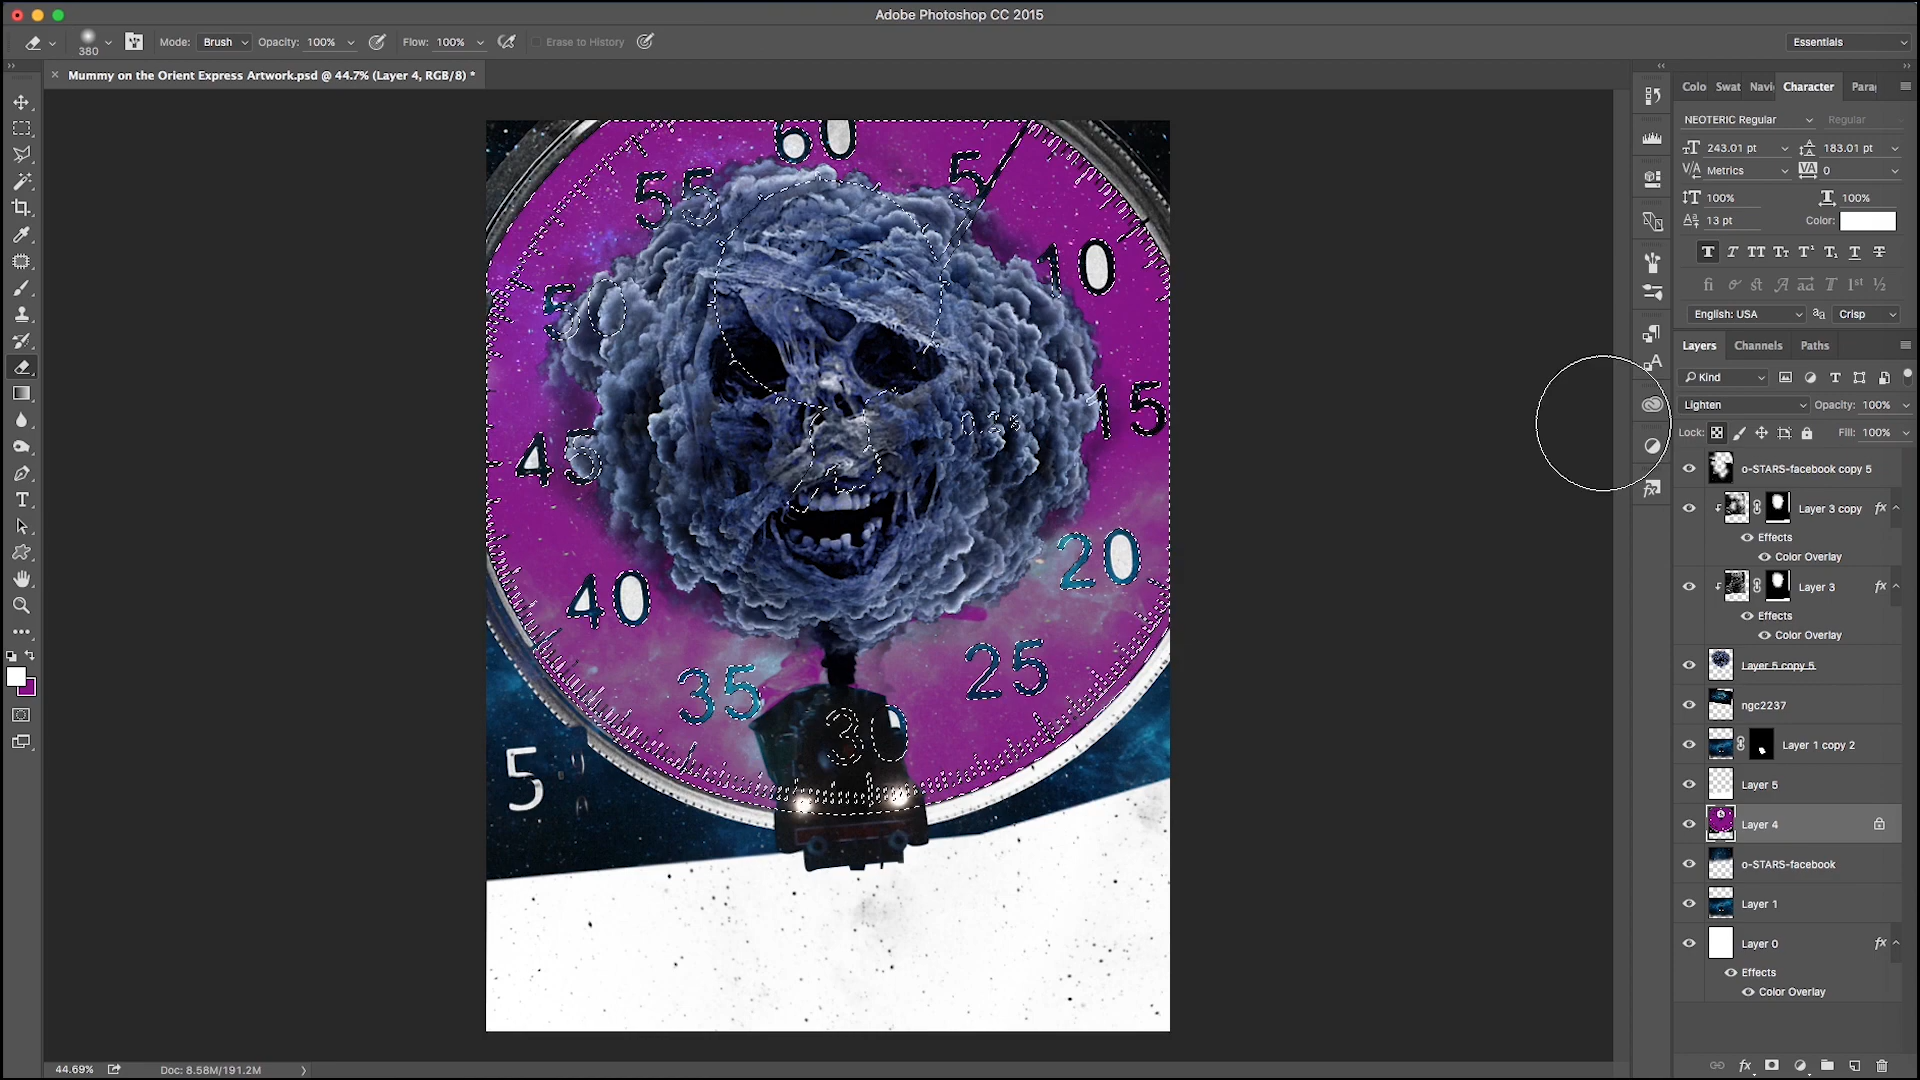 Adobe Photoshop CC 2015
380
Mode: Brush
Opacity: 100%
Flow: 100%
Erase to History
Essentials
Mummy on the Orient Express Artwork.psd @ 44.7% (Layer 4, RGB/8) *
Colo
Swat
Navi
Character
Para
NEOTERIC Regular
Regular
243.01 pt
183.01 pt
Metrics
0
100%
100%
13 pt
Color:
English: USA
Crisp
Layers
Channels
Paths
Kind
Lighten
Opacity: 100%
Lock:
Fill: 100%
o-STARS-facebook copy 5
Layer 3 copy
fx
Effects
Color Overlay
Layer 3
fx
Effects
Color Overlay
Layer 5 copy 5
ngc2237
Layer 1 copy 2
Layer 5
Layer 4
o-STARS-facebook
Layer 1
Layer 0
fx
Effects
Color Overlay
60
5
10
15
20
25
30
35
40
45
50
55
5
44.69%
Doc: 8.58M/191.2M